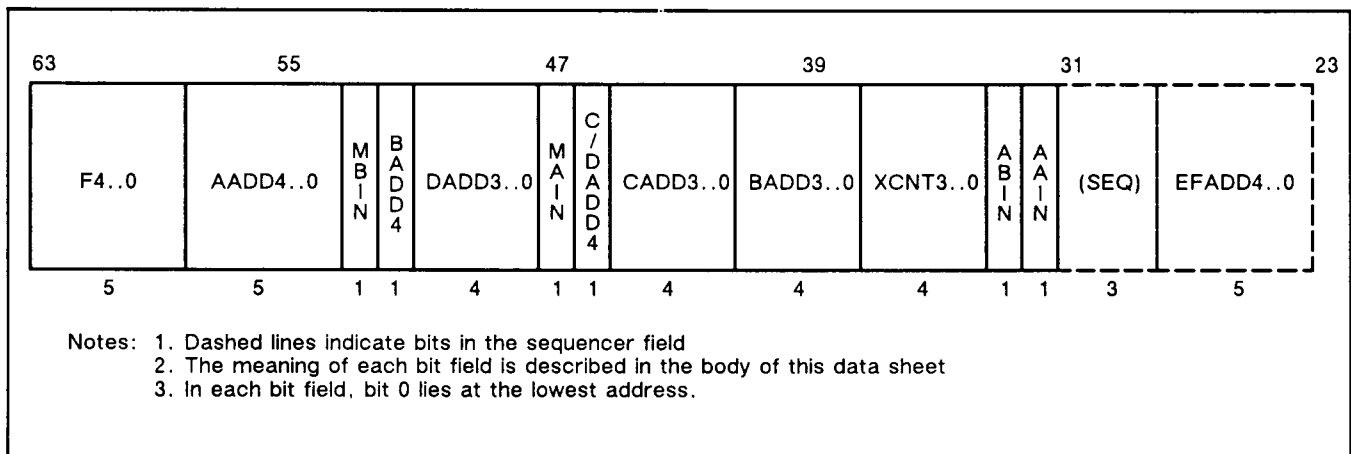 63 55 47 39 31 23
F4..0 AADD4..0 MBIN BADD4 DADD3..0 MAIN C/DADD4 CADD3..0 BADD3..0 XCNT3..0 ABIN AAIN (SEQ) EFADD4..0
5 5 1 1 4 1 1 4 4 4 1 1 3 5
Notes: 1. Dashed lines indicate bits in the sequencer field
2. The meaning of each bit field is described in the body of this data sheet
3. In each bit field, bit 0 lies at the lowest address.